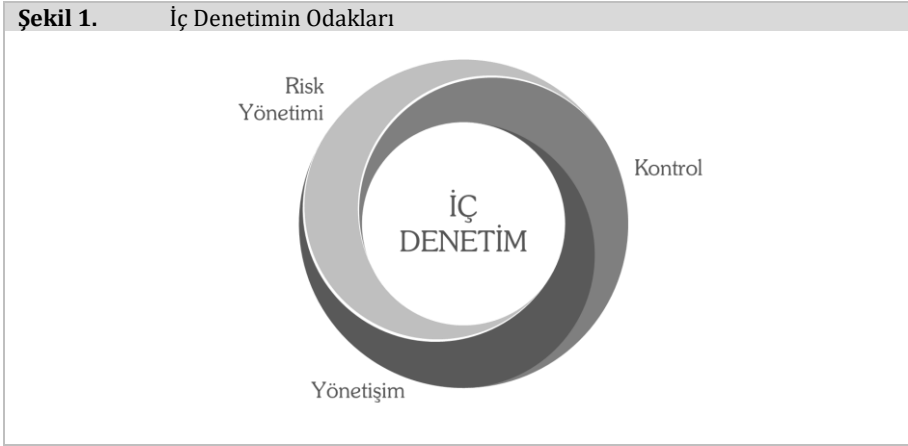 Şekil 1. İç Denetimin Odakları
Risk
Yönetimi
Kontrol
İÇ
DENETİM
Yönetişim